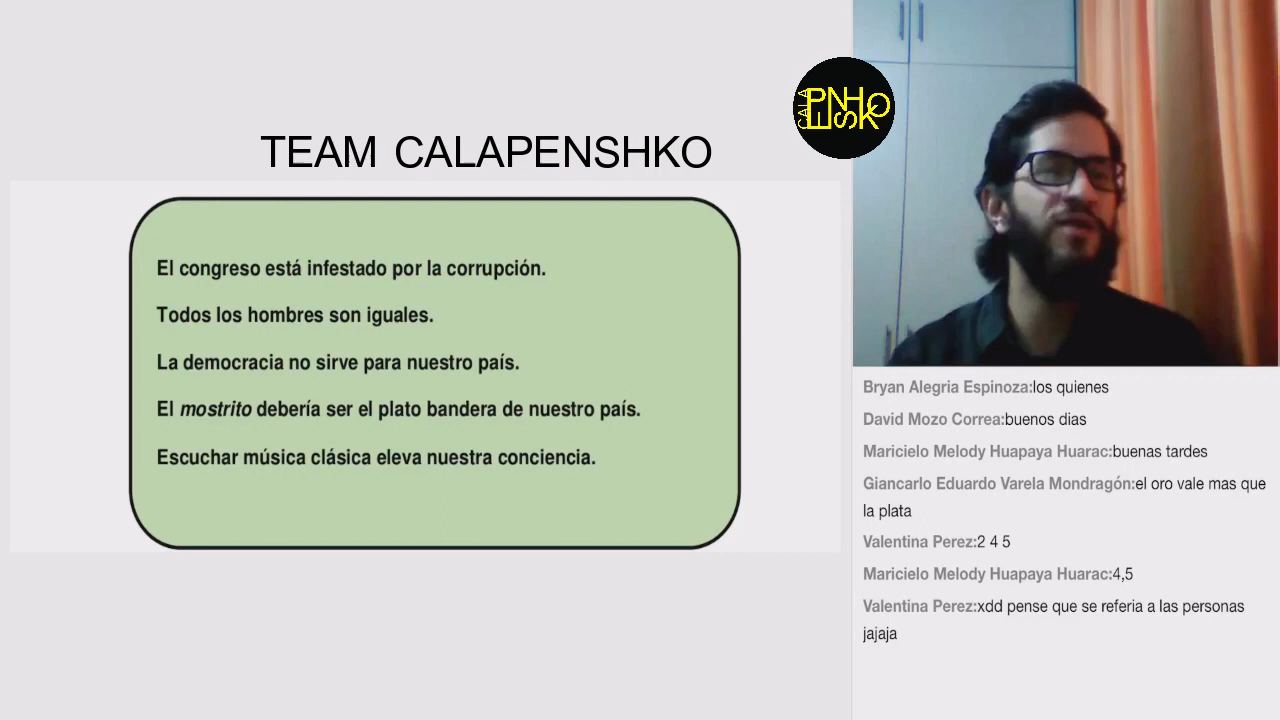 TEAM CALAPENSHKO
CALA
PENSHKO
El congreso está infestado por la corrupción.
Todos los hombres son iguales.
La democracia no sirve para nuestro país.
El mostrito debería ser el plato bandera de nuestro país.
Escuchar música clásica eleva nuestra conciencia.
Bryan Alegria Espinoza:los quienes
David Mozo Correa:buenos dias
Maricielo Melody Huapaya Huarac:buenas tardes
Giancarlo Eduardo Varela Mondragón:el oro vale mas que
la plata
Valentina Perez:2 4 5
Maricielo Melody Huapaya Huarac:4,5
Valentina Perez:xdd pense que se referia a las personas
jajaja